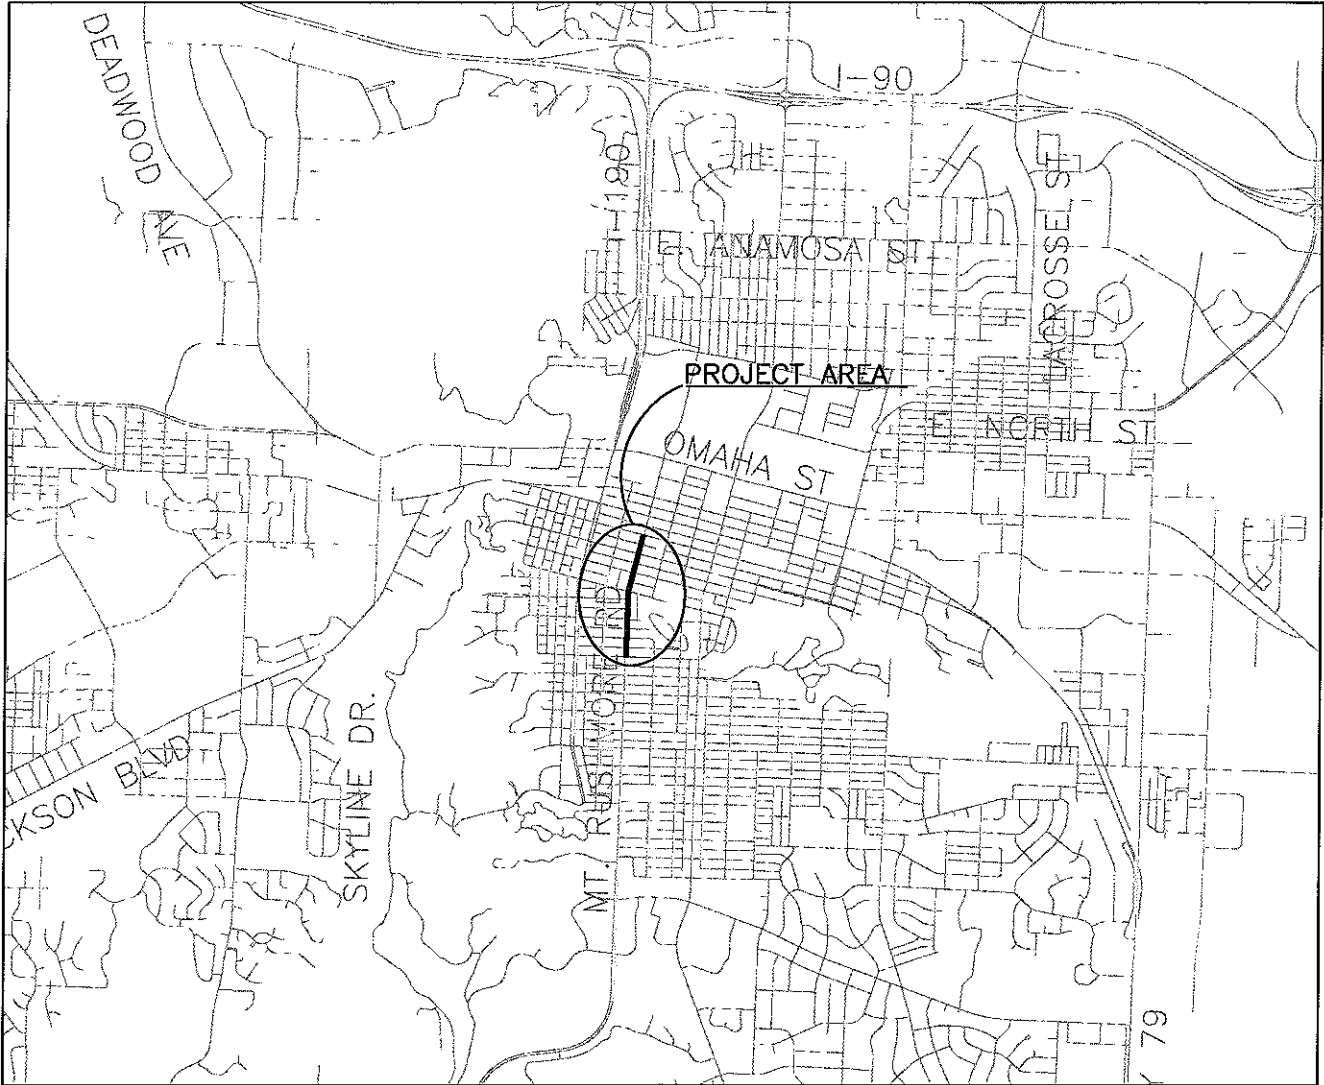 DEADWOOD
AVE
I-90
I-190
LACROSSE ST
E. ANAMOSA ST
PROJECT AREA
OMAHA ST
E. NORTH ST
MT. RUSHMORE RD
SKYLINE DR.
CKSON BLVD
79